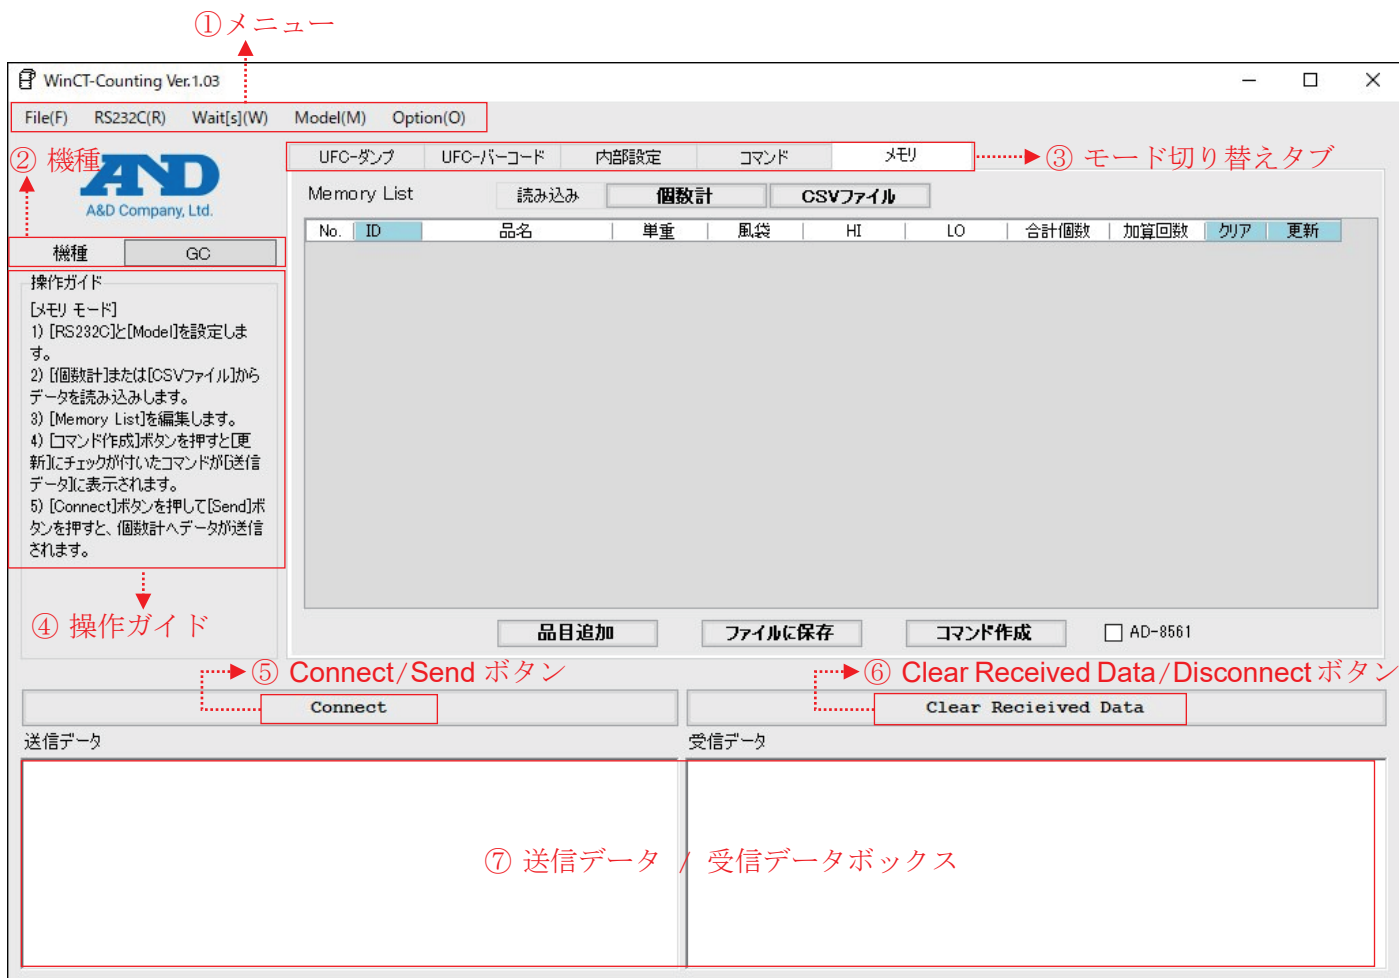 ①メニュー
WinCT-Counting Ver.1.03
File(F) RS232C(R) Wait[s](W) Model(M) Option(O)
② 機種
AND
A&D Company, Ltd.
UFC-ダンプ UFC-バーコード 内部設定 コマンド メモリ
③ モード切り替えタブ
Memory List 読み込み 個数計 CSVファイル
No. ID 品名 単重 風袋 HI LO 合計個数 加算回数 クリア 更新
機種 GC
操作ガイド
[メモリ モード]
1) [RS232C]と[Model]を設定しま
す。
2) [個数計]または[CSVファイル]から
データを読み込みします。
3) [Memory List]を編集します。
4) [コマンド作成]ボタンを押すと[更
新]にチェックが付いたコマンドが[送信
データ]に表示されます。
5) [Connect]ボタンを押して[Send]ボ
タンを押すと、個数計へデータが送信
されます。
④ 操作ガイド
品目追加 ファイルに保存 コマンド作成 AD-8561
⑤ Connect/Send ボタン
⑥ Clear Received Data/Disconnectボタン
Connect Clear Recieived Data
送信データ 受信データ
⑦ 送信データ / 受信データボックス